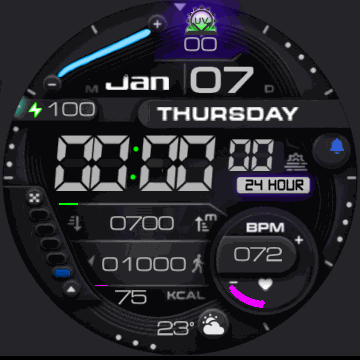 UV
00
M Jan 07 D
100
THURSDAY
00:00 00
24 HOUR
0700 m
BPM
072
01000
75 KCAL
23°